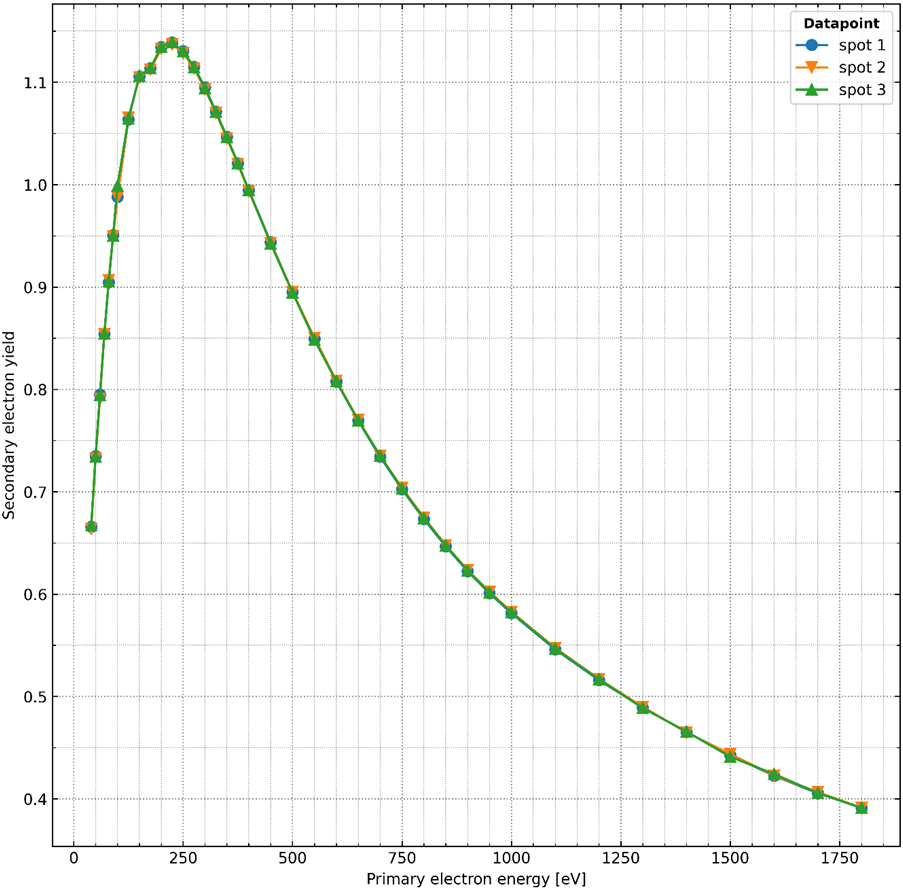 Datapoint
spot 1
spot 2
spot 3
Secondary electron yield
1.1
1.0
0.9
0.8
0.7
0.6
0.5
0.4
0 250 500 750 1000 1250 1500 1750
Primary electron energy [eV]